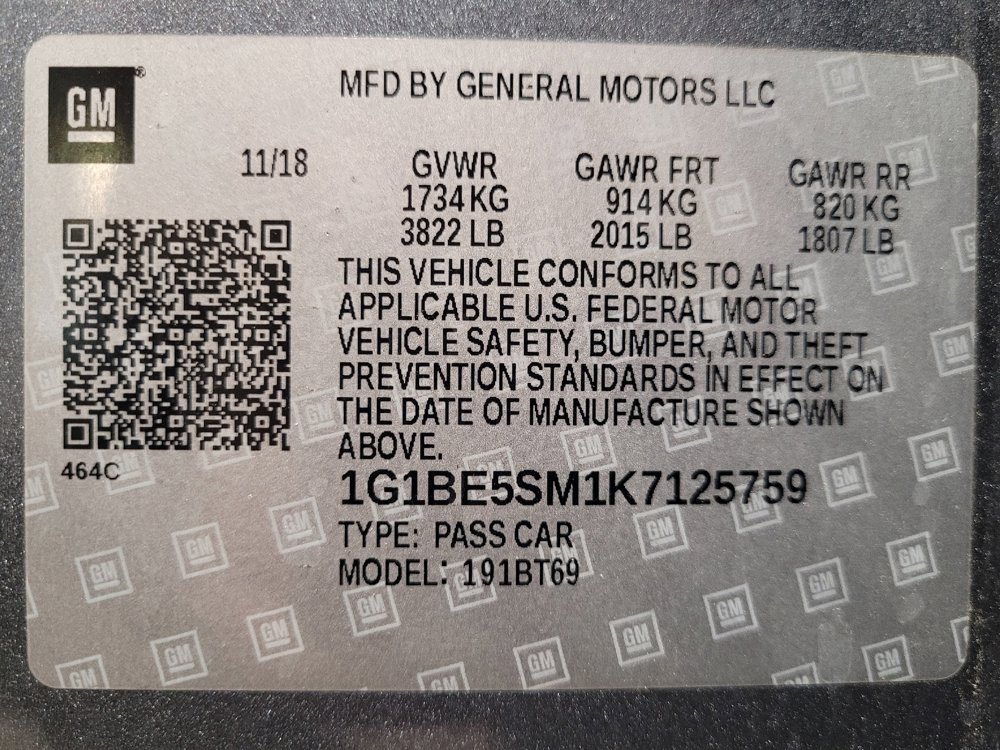 GM
MFD BY GENERAL MOTORS LLC
11/18 GVWR GAWR FRT GAWR RR
1734 KG 914 KG 820 KG
3822 LB 2015 LB 1807 LB
THIS VEHICLE CONFORMS TO ALL
APPLICABLE U.S. FEDERAL MOTOR
VEHICLE SAFETY, BUMPER, AND THEFT
PREVENTION STANDARDS IN EFFECT ON
THE DATE OF MANUFACTURE SHOWN
ABOVE.
464C
1G1BE5SM1K7125759
TYPE: PASS CAR
MODEL: 191BT69